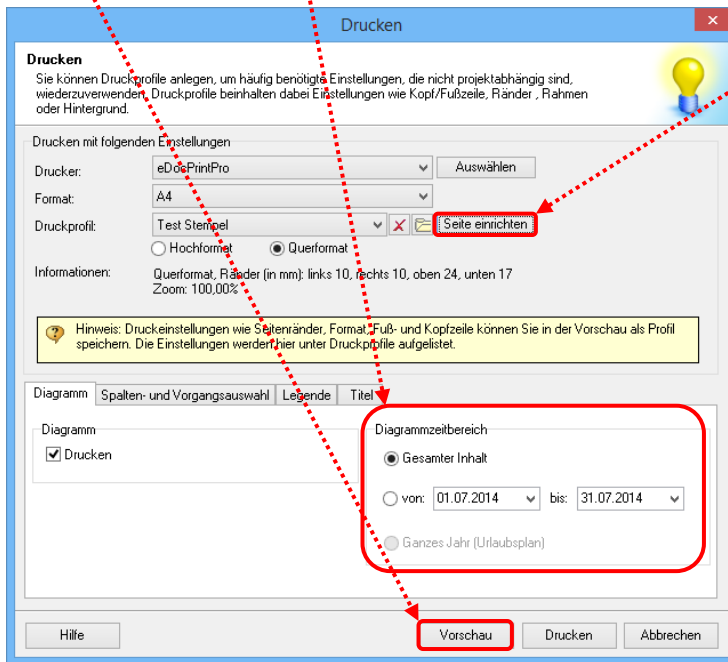 Drucken
Drucken
Sie können Druckprofile anlegen, um häufig benötigte Einstellungen, die nicht projektabhängig sind,
wiederzuverwenden. Druckprofile beinhalten dabei Einstellungen wie Kopf/Fußzeile, Ränder , Rahmen
oder Hintergrund.
Drucken mit folgenden Einstellungen
Drucker: eDocPrintPro Auswählen
Format: A4
Druckprofil: Test Stempel Seite einrichten
Hochformat Querformat
Informationen: Querformat, Ränder (in mm): links 10, rechts 10, oben 24, unten 17
Zoom: 100,00%
Hinweis: Druckeinstellungen wie Seitenränder, Format, Fuß- und Kopfzeile können Sie in der Vorschau als Profil
speichern. Die Einstellungen werden hier unter Druckprofile aufgelistet.
Diagramm Spalten- und Vorgangsauswahl Legende Titel
Diagramm Diagrammzeitbereich
Drucken Gesamter Inhalt
von: 01.07.2014 bis: 31.07.2014
Ganzes Jahr (Urlaubsplan)
Hilfe Vorschau Drucken Abbrechen